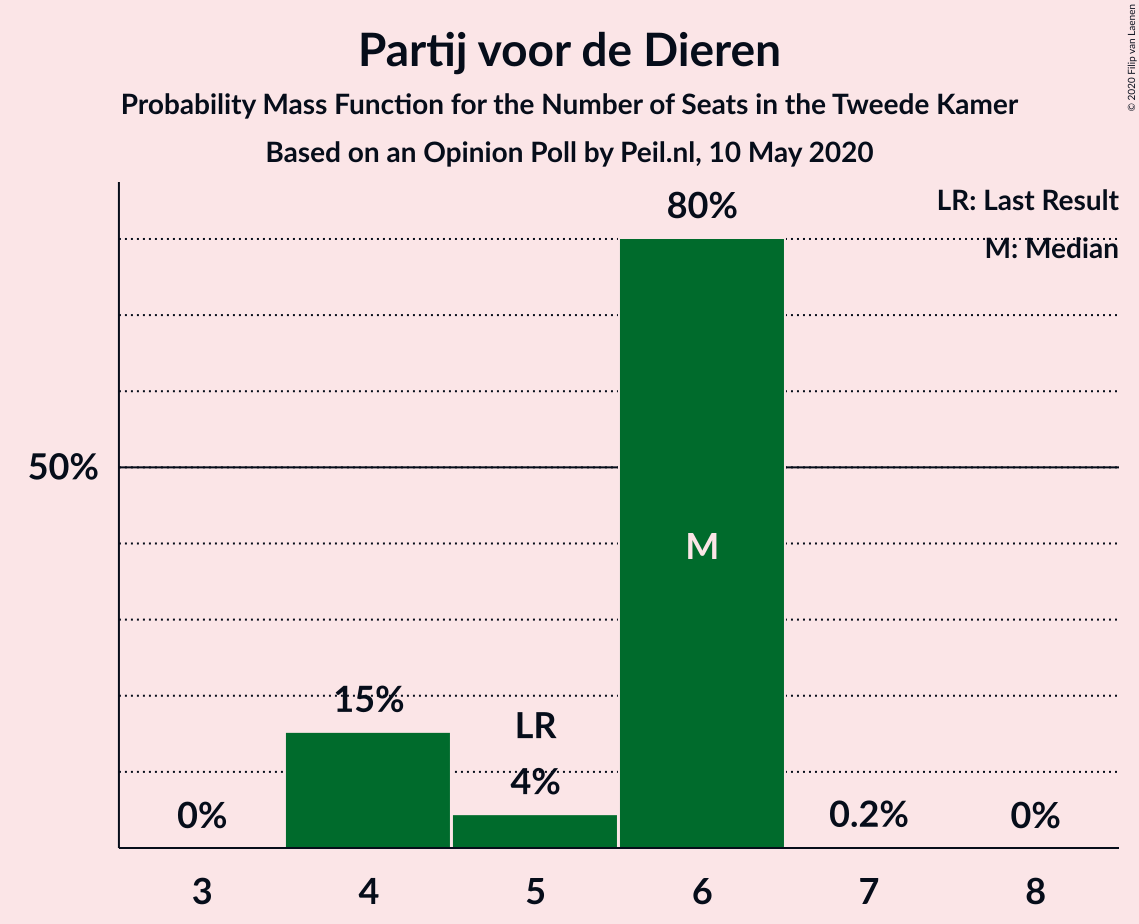 Partij voor de Dieren
Probability Mass Function for the Number of Seats in the Tweede Kamer
Based on an Opinion Poll by Peil.nl, 10 May 2020
© 2020 Filip van Laenen
LR: Last Result
M: Median
80%
50%
M
15%
LR
4%
0%
0.2%
0%
3 4 5 6 7 8